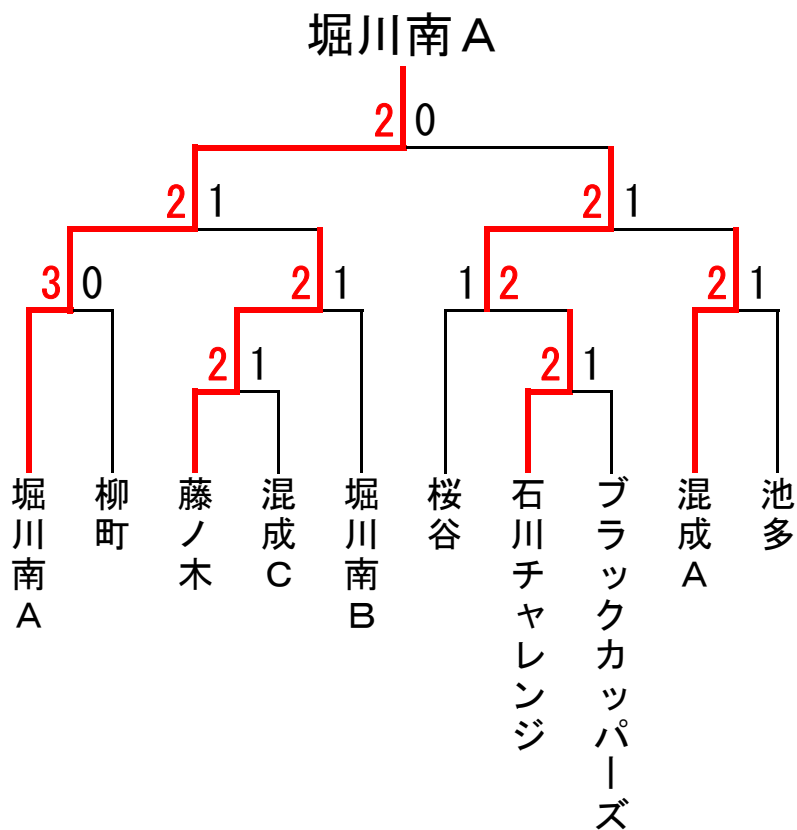 堀川南A
2 0
2 1
2 1
3 0
2 1
1 2
2 1
2 1
2 1
堀川南A
柳町
藤ノ木
混成C
堀川南B
桜谷
石川チャレンジ
ブラックカッパーズ
混成A
池多